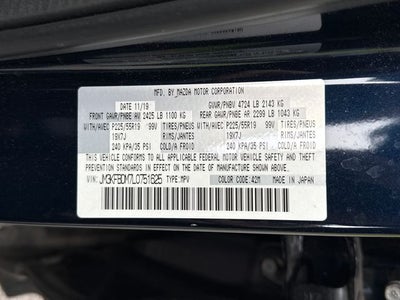 MFD. BY MAZDA MOTOR CORPORATION
DATE 11/19 GVWR/PNBV 4724 LB 2143 KG
FRONT GAWR/PNBE AV 2425 LB 1100 KG REAR GAWR/PNBE AR 2299 LB 1043 KG
WITH/AVEC P225/55R19 99V TIRES/PNEUS WITH/AVEC P225/55R19 99V TIRES/PNEUS
19X7J RIMS/JANTES 19X7J RIMS/JANTES
240 KPA/35 PSI COLD/A FROID 240 KPA/35 PSI COLD/A FROID
THIS VEHICLE CONFORMS TO ALL APPLICABLE FEDERAL MOTOR VEHICLE SAFETY, BUMPER, AND
THEFT PREVENTION STANDARDS IN EFFECT ON THE DATE OF MANUFACTURE SHOWN ABOVE.
VIN: JM3KFBDM7L0751625 TYPE:MPV COLOR CODE:42M MADE IN JAPAN